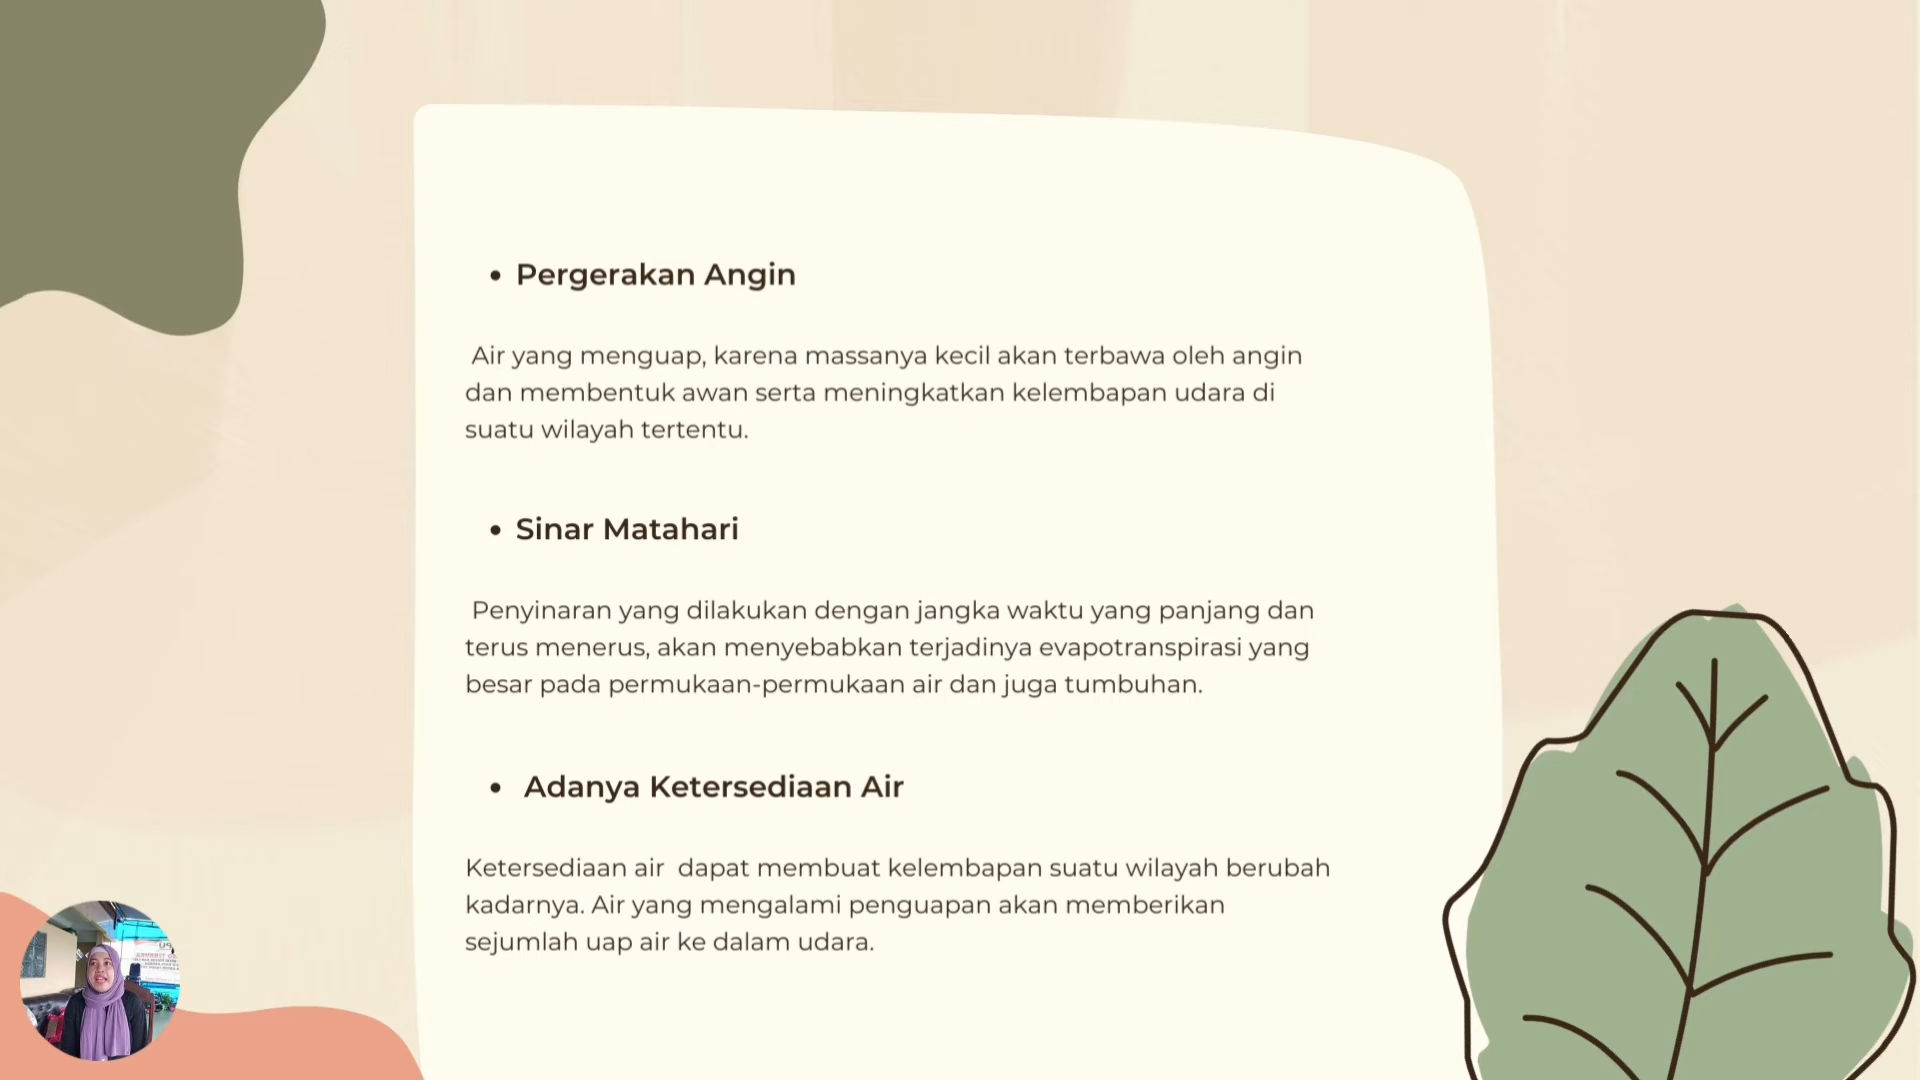 • Pergerakan Angin
Air yang menguap, karena massanya kecil akan terbawa oleh angin
dan membentuk awan serta meningkatkan kelembapan udara di
suatu wilayah tertentu.
• Sinar Matahari
Penyinaran yang dilakukan dengan jangka waktu yang panjang dan
terus menerus, akan menyebabkan terjadinya evapotranspirasi yang
besar pada permukaan-permukaan air dan juga tumbuhan.
• Adanya Ketersediaan Air
Ketersediaan air dapat membuat kelembapan suatu wilayah berubah
kadarnya. Air yang mengalami penguapan akan memberikan
sejumlah uap air ke dalam udara.